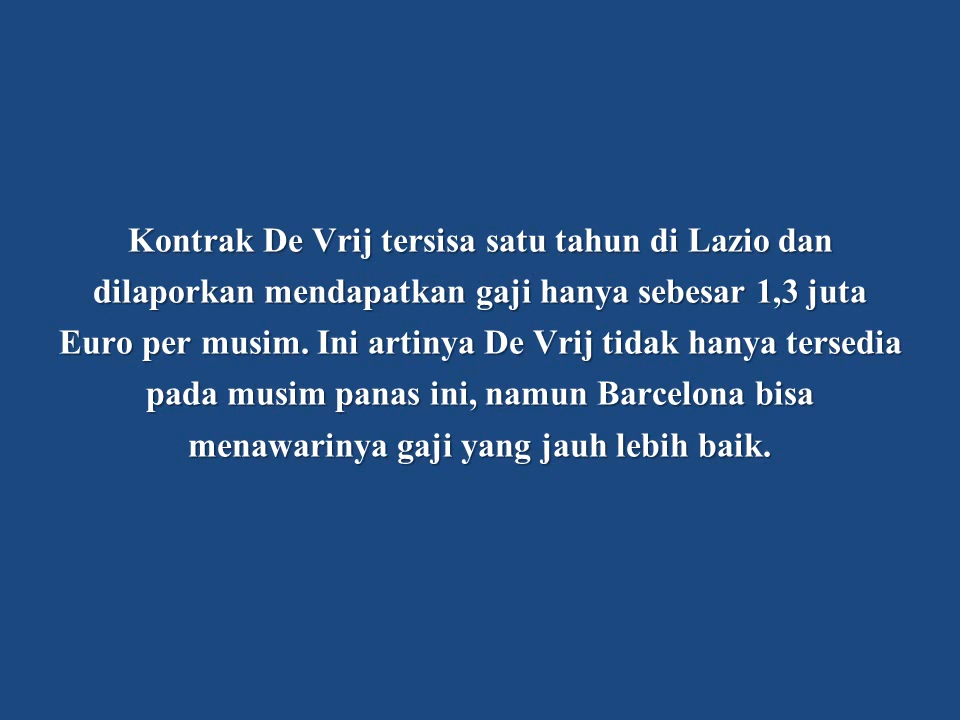 Kontrak De Vrij tersisa satu tahun di Lazio dan
dilaporkan mendapatkan gaji hanya sebesar 1,3 juta
Euro per musim. Ini artinya De Vrij tidak hanya tersedia
pada musim panas ini, namun Barcelona bisa
menawarinya gaji yang jauh lebih baik.